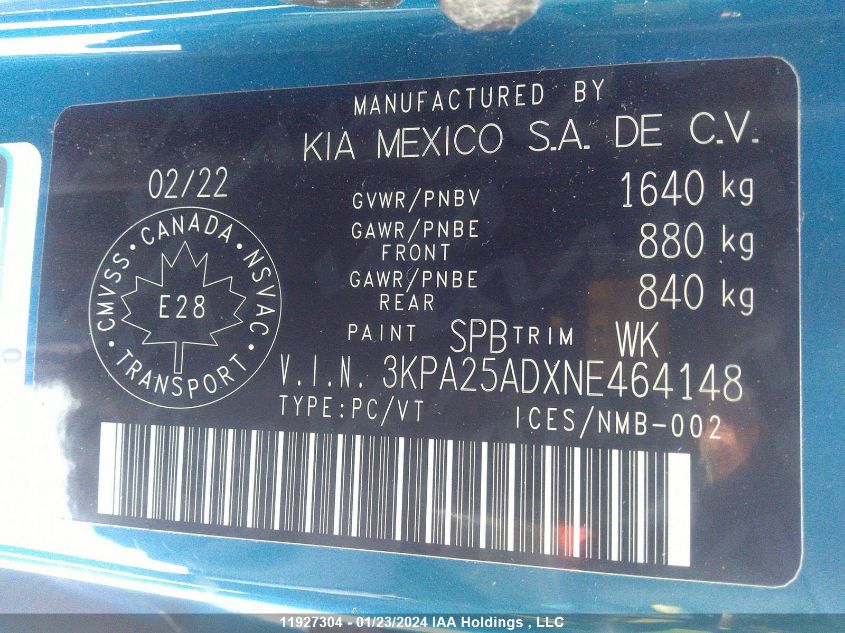 MANUFACTURED BY
KIA MEXICO S.A. DE C.V.
02/22
GVWR/PNBV 1640 kg
GAWR/PNBE FRONT 880 kg
GAWR/PNBE REAR 840 kg
CMVSS · CANADA · NSVAC · TRANSPORT ·
E28
PAINT SPB TRIM WK
V.I.N. 3KPA25ADXNE464148
TYPE:PC/VT ICES/NMB-002
11927304 - 01/23/2024 IAA Holdings , LLC